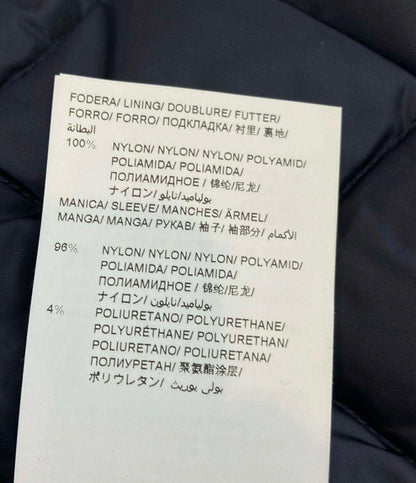 FODERA/ LINING/ DOUBLURE/ FUTTER/
FORRO/ FORRO/ ПОДКЛАДКА/ 衬里/ 裏地/
البطانة
100% NYLON/ NYLON/ NYLON/ POLYAMID/
POLIAMIDA/ POLIAMIDA/
ПОЛИАМИДНОЕ / 锦纶/尼龙/
ナイロン/ بولياميد/نايلو
MANICA/ SLEEVE/ MANCHES/ ÄRMEL/
MANGA/ MANGA/ РУКАВ/ 袖子/ 袖部分/ الأكمام
96% NYLON/ NYLON/ NYLON/ POLYAMID/
POLIAMIDA/ POLIAMIDA/
ПОЛИАМИДНОЕ / 锦纶/尼龙/
ナイロン/ بولياميد/نايلون
4% POLIURETANO/ POLYURETHANE/
POLYURÉTHANE/ POLYURETHAN/
POLIURETANO/ POLIURETANA/
ПОЛИУРЕТАН/ 聚氨酯涂层/
ポリウレタン/ بولي يوريث